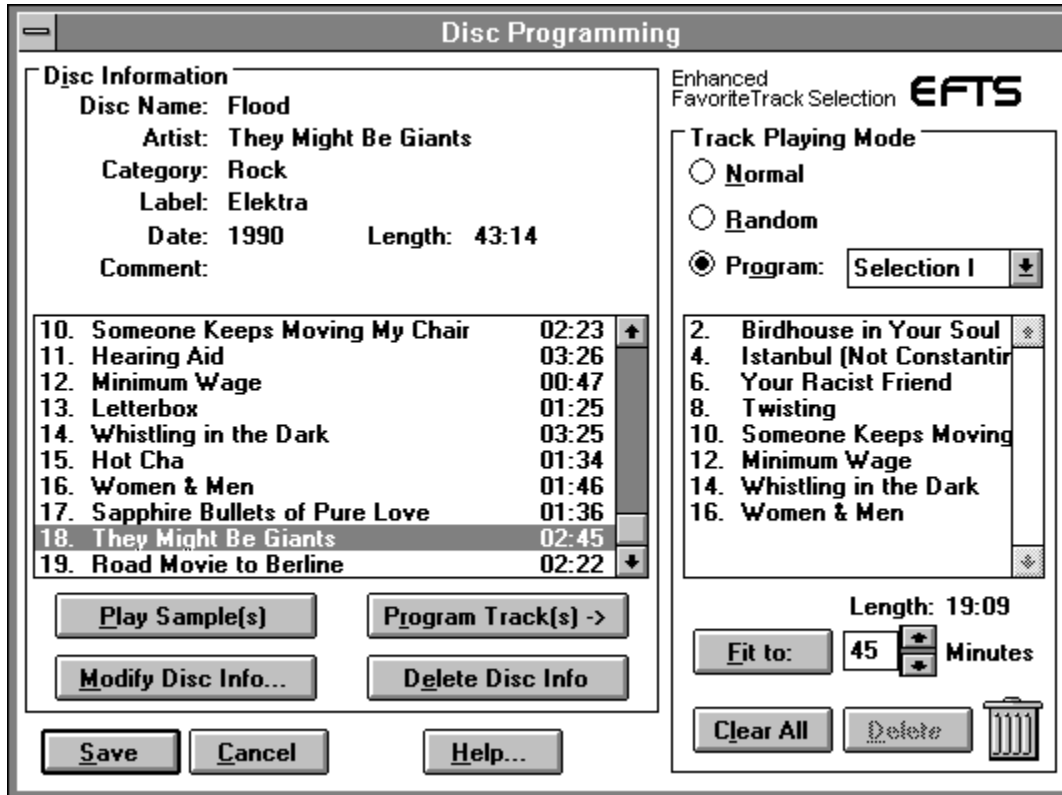 Disc Programming
Disc Information
Disc Name: Flood
Artist: They Might Be Giants
Category: Rock
Label: Elektra
Date: 1990 Length: 43:14
Comment:
10. Someone Keeps Moving My Chair 02:23
11. Hearing Aid 03:26
12. Minimum Wage 00:47
13. Letterbox 01:25
14. Whistling in the Dark 03:25
15. Hot Cha 01:34
16. Women & Men 01:46
17. Sapphire Bullets of Pure Love 01:36
18. They Might Be Giants 02:45
19. Road Movie to Berline 02:22
Play Sample(s) Program Track(s) ->
Modify Disc Info... Delete Disc Info
Save Cancel Help...
Enhanced
FavoriteTrack Selection EFTS
Track Playing Mode
Normal
Random
Program: Selection I
2. Birdhouse in Your Soul
4. Istanbul (Not Constantin
6. Your Racist Friend
8. Twisting
10. Someone Keeps Moving
12. Minimum Wage
14. Whistling in the Dark
16. Women & Men
Length: 19:09
Fit to: 45 Minutes
Clear All Delete